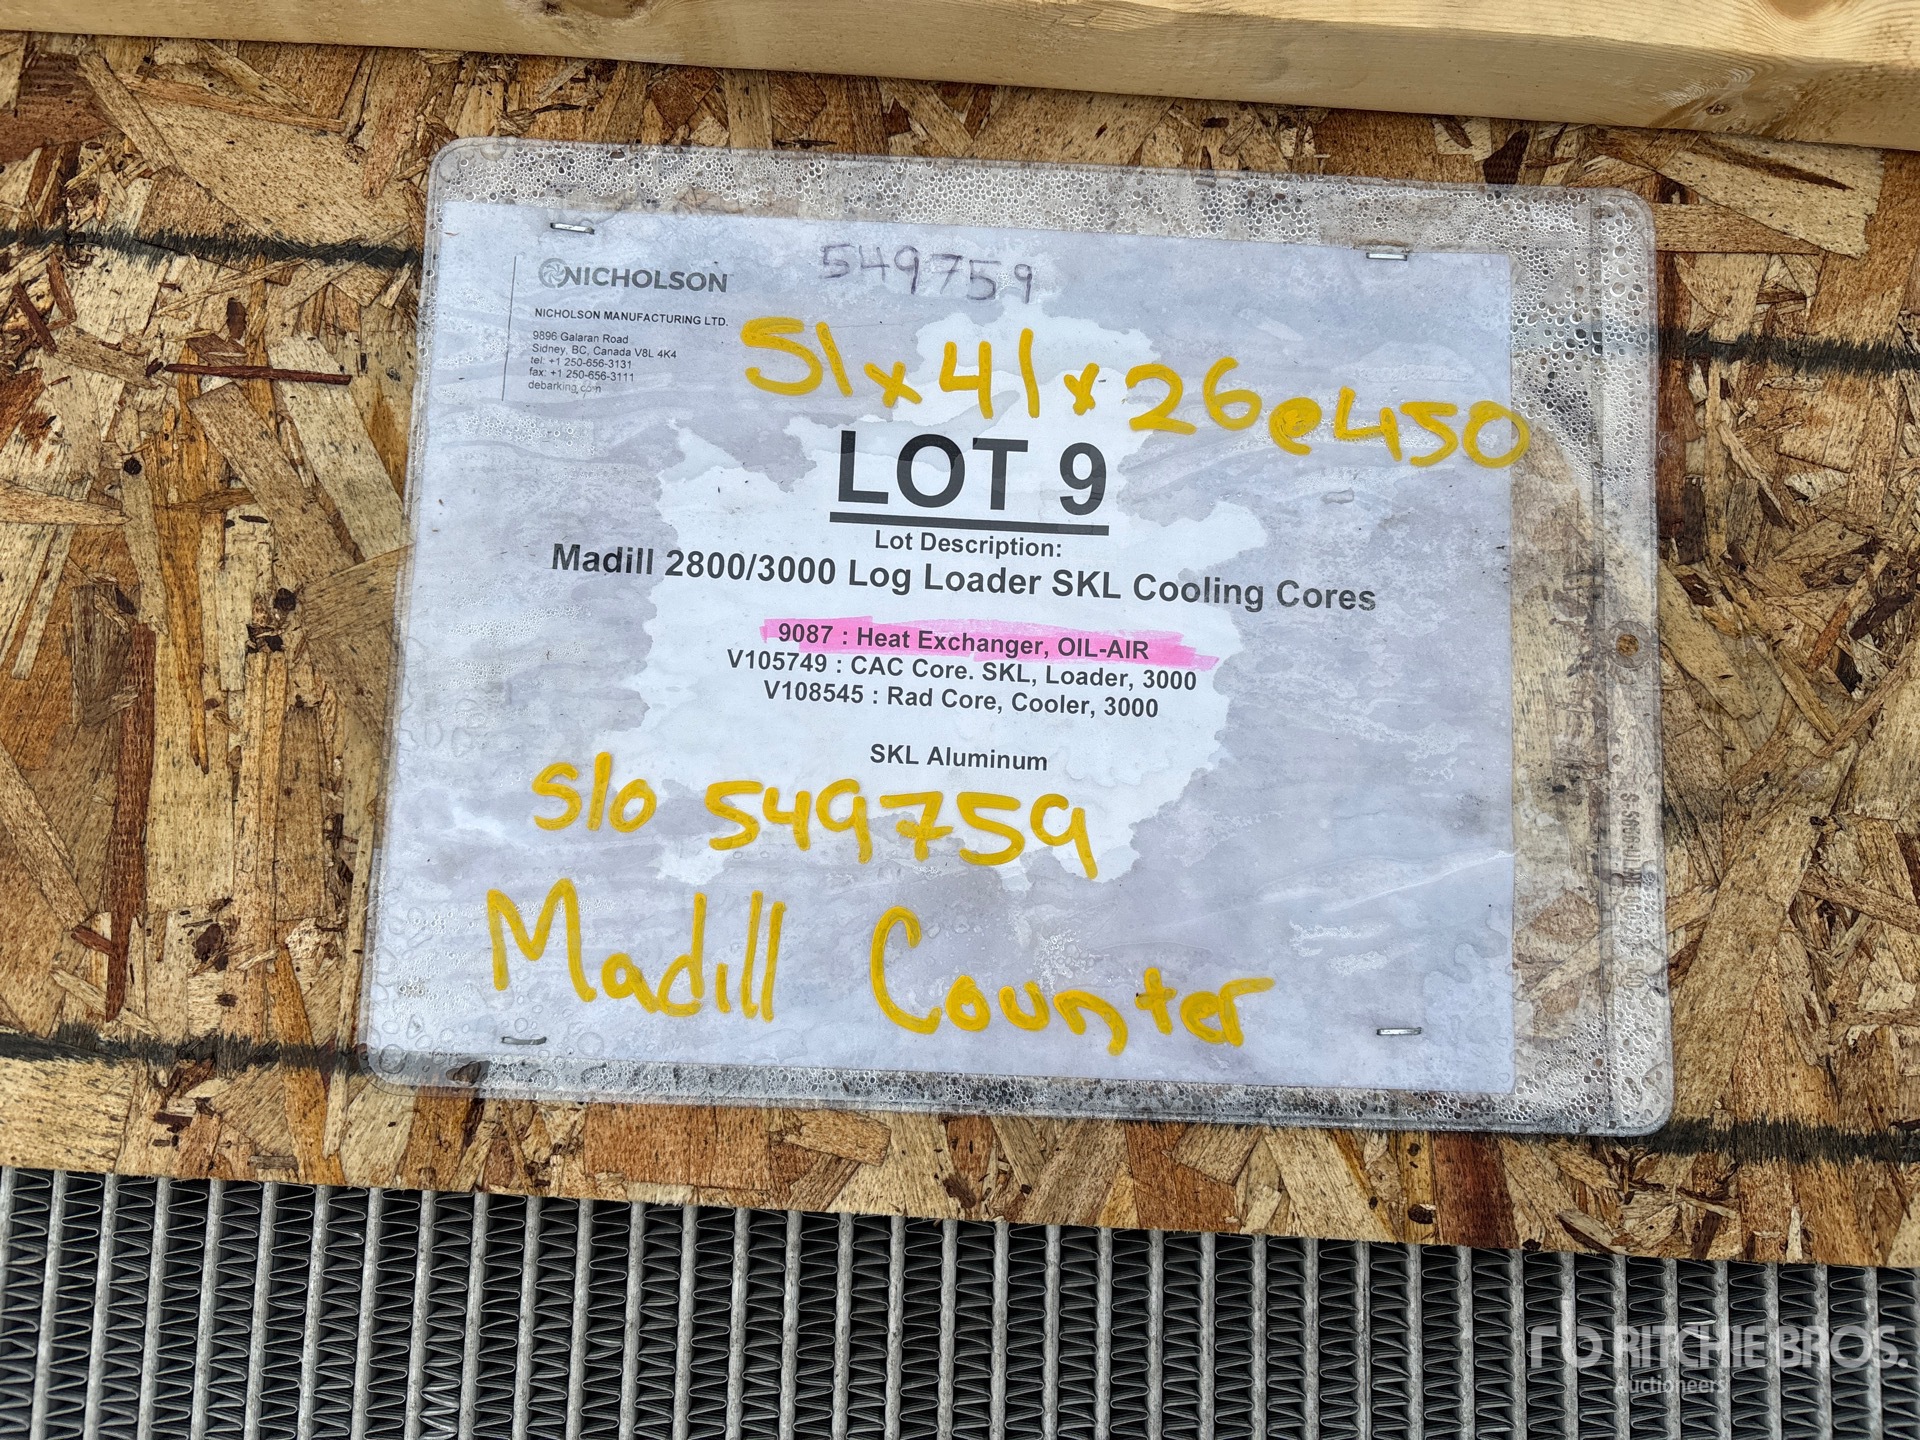 549759
NICHOLSON
NICHOLSON MANUFACTURING LTD.
9896 Galaran Road
Sidney, BC, Canada V8L 4K4
tel: +1 250-656-3131
fax: +1 250-656-3111
debarking.com
51x41x26@450
LOT 9
Lot Description:
Madill 2800/3000 Log Loader SKL Cooling Cores
9087 : Heat Exchanger, OIL-AIR
V105749 : CAC Core. SKL, Loader, 3000
V108545 : Rad Core, Cooler, 3000
SKL Aluminum
S/o 549759
Madill Counter
RITCHIE BROS.
Auctioneers